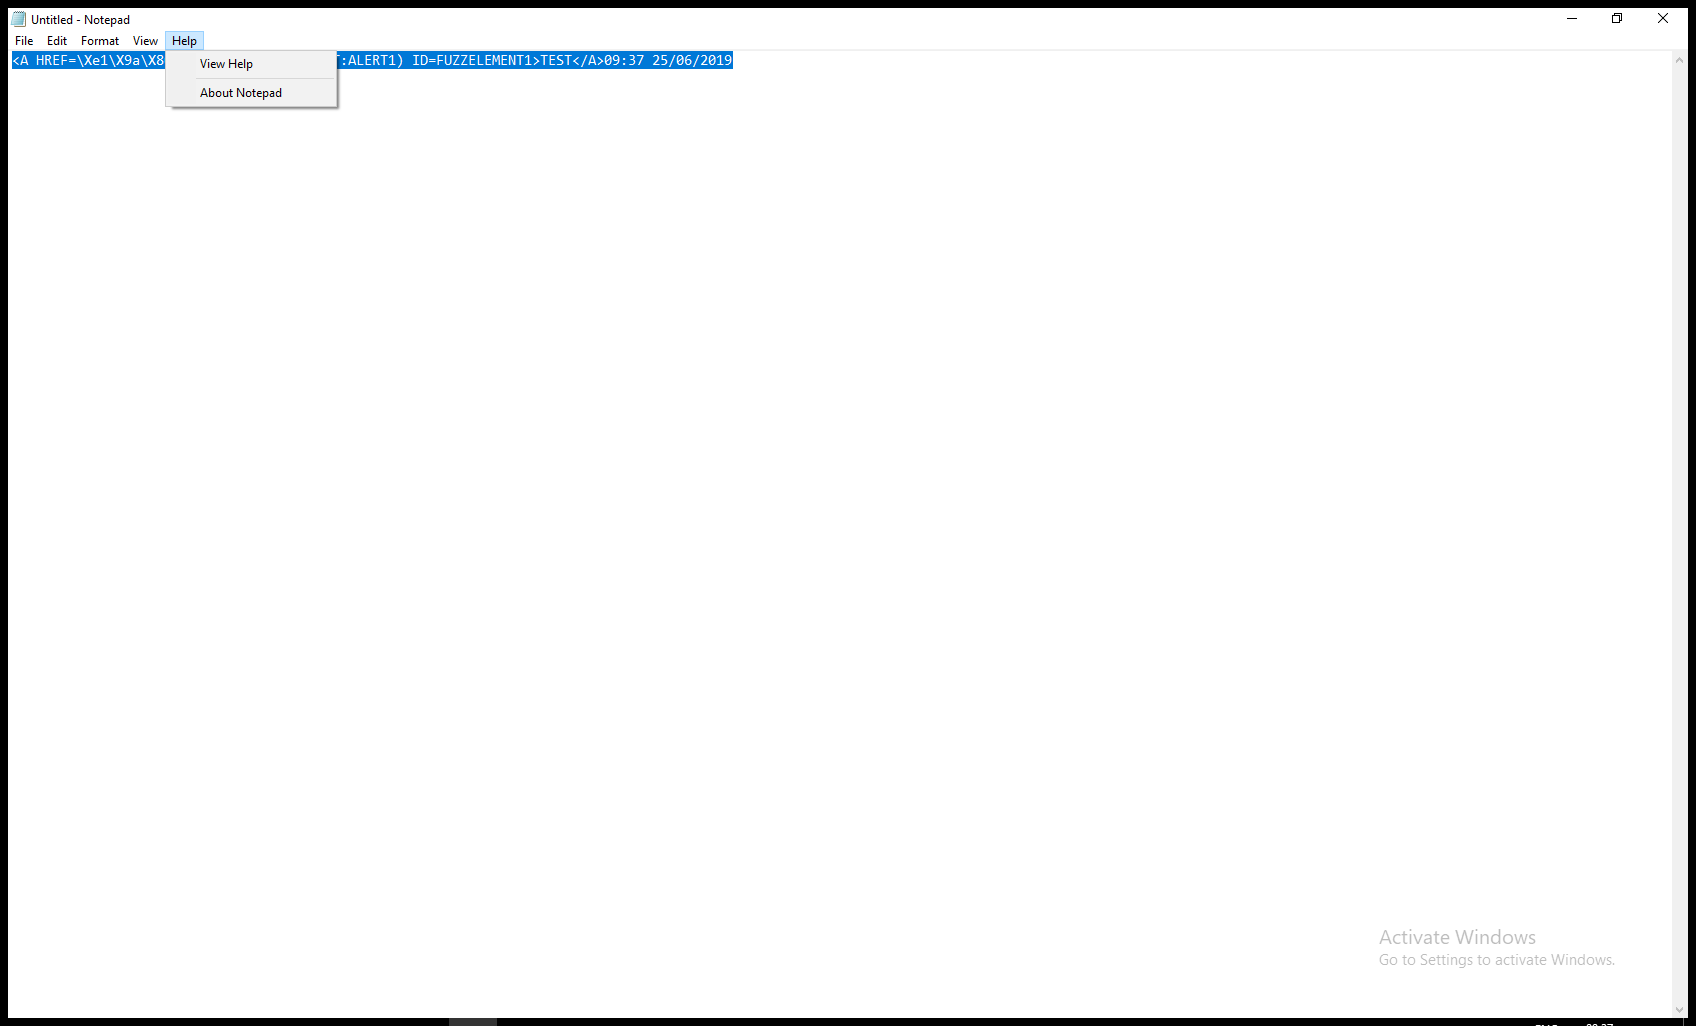 Untitled - Notepad
File Edit Format View Help
<A HREF=\Xe1\X9a\X8 :ALERT1) ID=FUZZELEMENT1>TEST</A>09:37 25/06/2019
View Help
About Notepad
Activate Windows
Go to Settings to activate Windows.